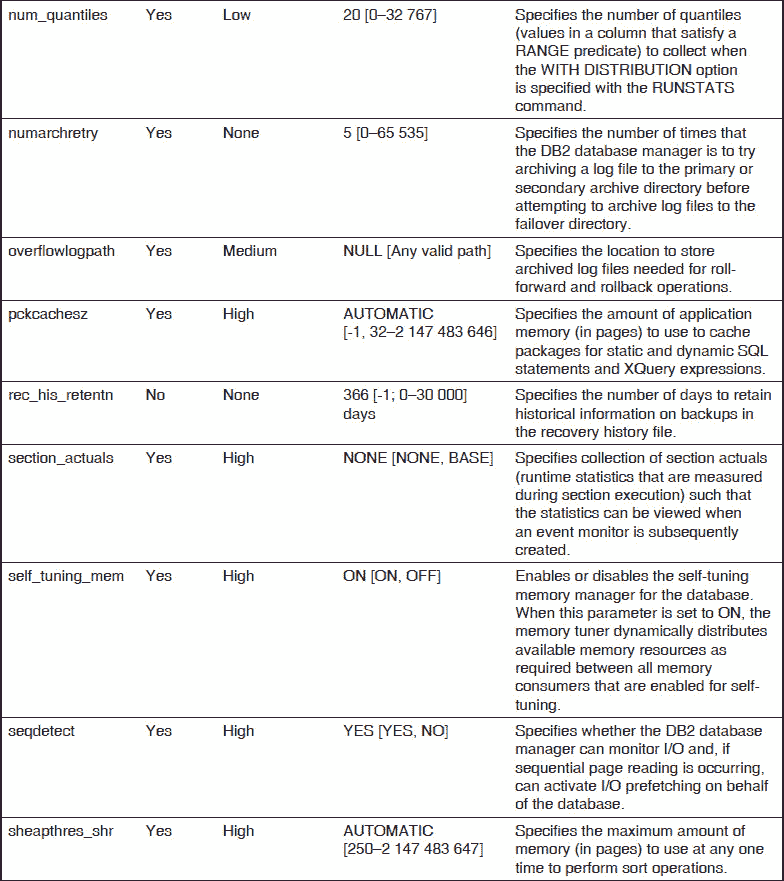 num_quantiles Yes Low 20 [0–32 767] Specifies the number of quantiles
(values in a column that satisfy a
RANGE predicate) to collect when
the WITH DISTRIBUTION option
is specified with the RUNSTATS
command.
numarchretry Yes None 5 [0–65 535] Specifies the number of times that
the DB2 database manager is to try
archiving a log file to the primary or
secondary archive directory before
attempting to archive log files to the
failover directory.
overflowlogpath Yes Medium NULL [Any valid path] Specifies the location to store
archived log files needed for roll-
forward and rollback operations.
pckcachesz Yes High AUTOMATIC Specifies the amount of application
[-1, 32–2 147 483 646] memory (in pages) to use to cache
packages for static and dynamic SQL
statements and XQuery expressions.
rec_his_retentn No None 366 [-1; 0–30 000] Specifies the number of days to retain
days historical information on backups in
the recovery history file.
section_actuals Yes High NONE [NONE, BASE] Specifies collection of section actuals
(runtime statistics that are measured
during section execution) such that
the statistics can be viewed when
an event monitor is subsequently
created.
self_tuning_mem Yes High ON [ON, OFF] Enables or disables the self-tuning
memory manager for the database.
When this parameter is set to ON, the
memory tuner dynamically distributes
available memory resources as
required between all memory
consumers that are enabled for self-
tuning.
seqdetect Yes High YES [YES, NO] Specifies whether the DB2 database
manager can monitor I/O and, if
sequential page reading is occurring,
can activate I/O prefetching on behalf
of the database.
sheapthres_shr Yes High AUTOMATIC Specifies the maximum amount of
[250–2 147 483 647] memory (in pages) to use at any one
time to perform sort operations.